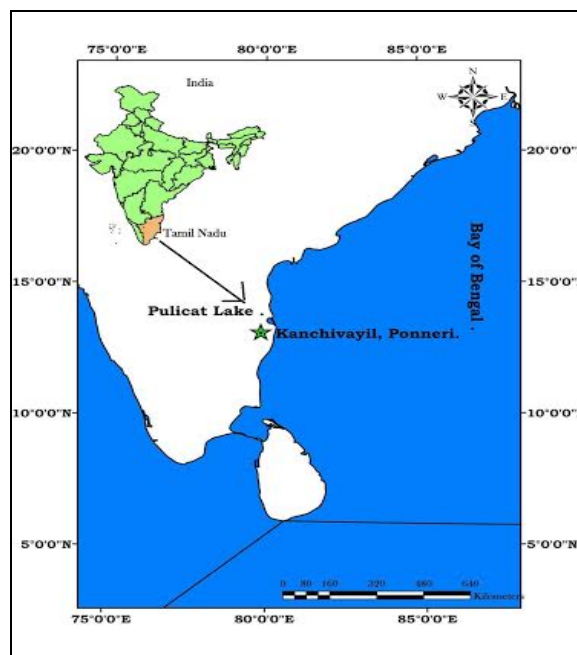 75°0'0"E 80°0'0"E 85°0'0"E
India
N
W E
S
20°0'0"N 20°0'0"N
Tamil Nadu
Bay of Bengal .
15°0'0"N 15°0'0"N
Pulicat Lake .
Kanchivayil, Ponneri.
10°0'0"N 10°0'0"N
5°0'0"N 5°0'0"N
0 80 160 320 480 640
Kilometers
75°0'0"E 80°0'0"E 85°0'0"E